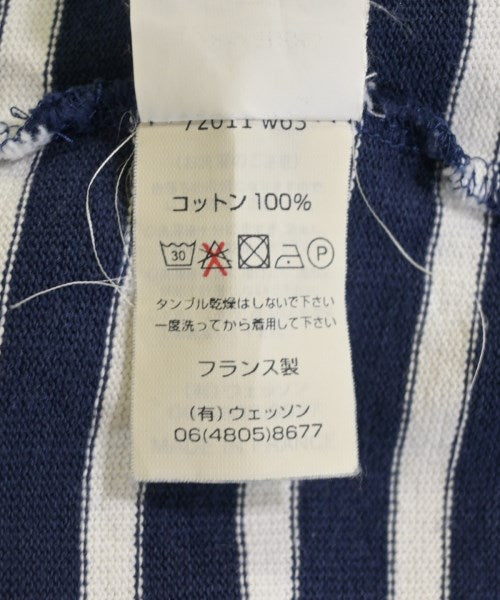 72011 W63
コットン 100%
30 P
タンブル乾燥はしないで下さい
一度洗ってから着用して下さい
フランス製
(有) ウェッソン
06(4805)8677